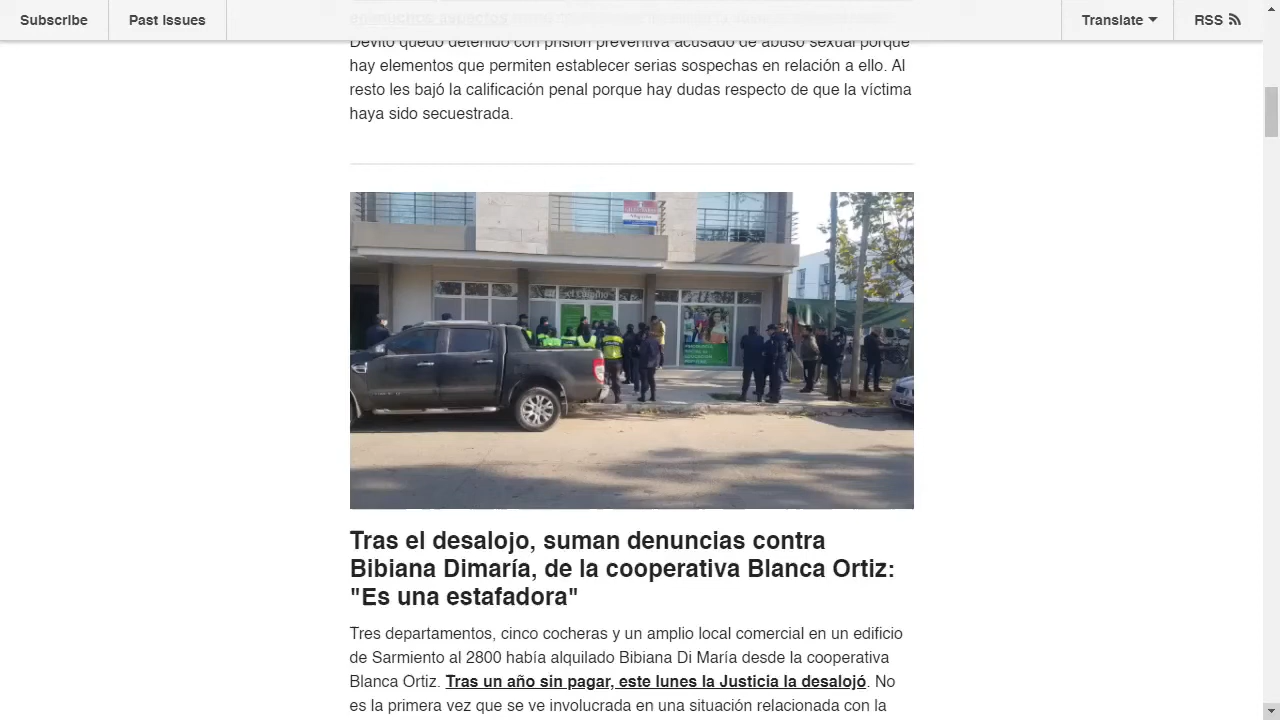 Subscribe
Past Issues
Translate
RSS
Devito quedó detenido con prisión preventiva acusado de abuso sexual porque
hay elementos que permiten establecer serias sospechas en relación a ello. Al
resto les bajó la calificación penal porque hay dudas respecto de que la víctima
haya sido secuestrada.
Tras el desalojo, suman denuncias contra
Bibiana Dimaría, de la cooperativa Blanca Ortiz:
"Es una estafadora"
Tres departamentos, cinco cocheras y un amplio local comercial en un edificio
de Sarmiento al 2800 había alquilado Bibiana Di María desde la cooperativa
Blanca Ortiz. Tras un año sin pagar, este lunes la Justicia la desalojó. No
es la primera vez que se ve involucrada en una situación relacionada con la